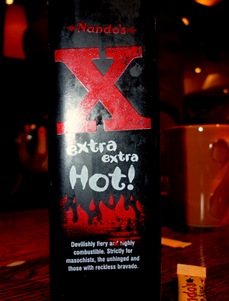 Nando's
X
extra
extra
Hot!
Devilishly fiery and highly
combustible. Strictly for
masochists, the unhinged and
those with reckless bravado.